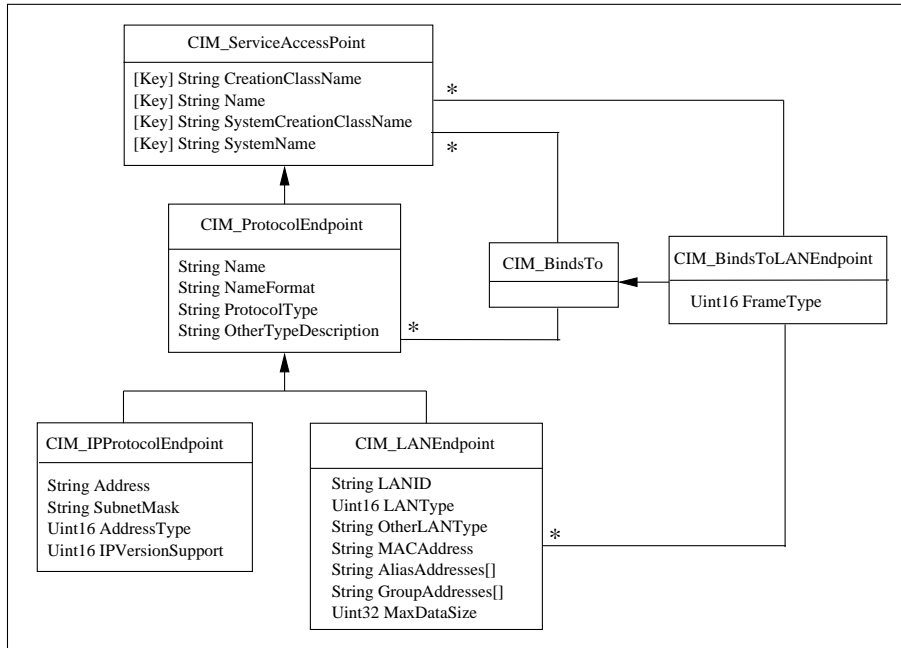 CIM_ServiceAccessPoint
[Key] String CreationClassName
[Key] String Name
[Key] String SystemCreationClassName
[Key] String SystemName
*
*
CIM_ProtocolEndpoint
String Name
String NameFormat
String ProtocolType
String OtherTypeDescription
*
CIM_BindsTo
CIM_BindsToLANEndpoint
Uint16 FrameType
CIM_IPProtocolEndpoint
String Address
String SubnetMask
Uint16 AddressType
Uint16 IPVersionSupport
CIM_LANEndpoint
String LANID
Uint16 LANType
String OtherLANType
String MACAddress
String AliasAddresses[]
String GroupAddresses[]
Uint32 MaxDataSize
*